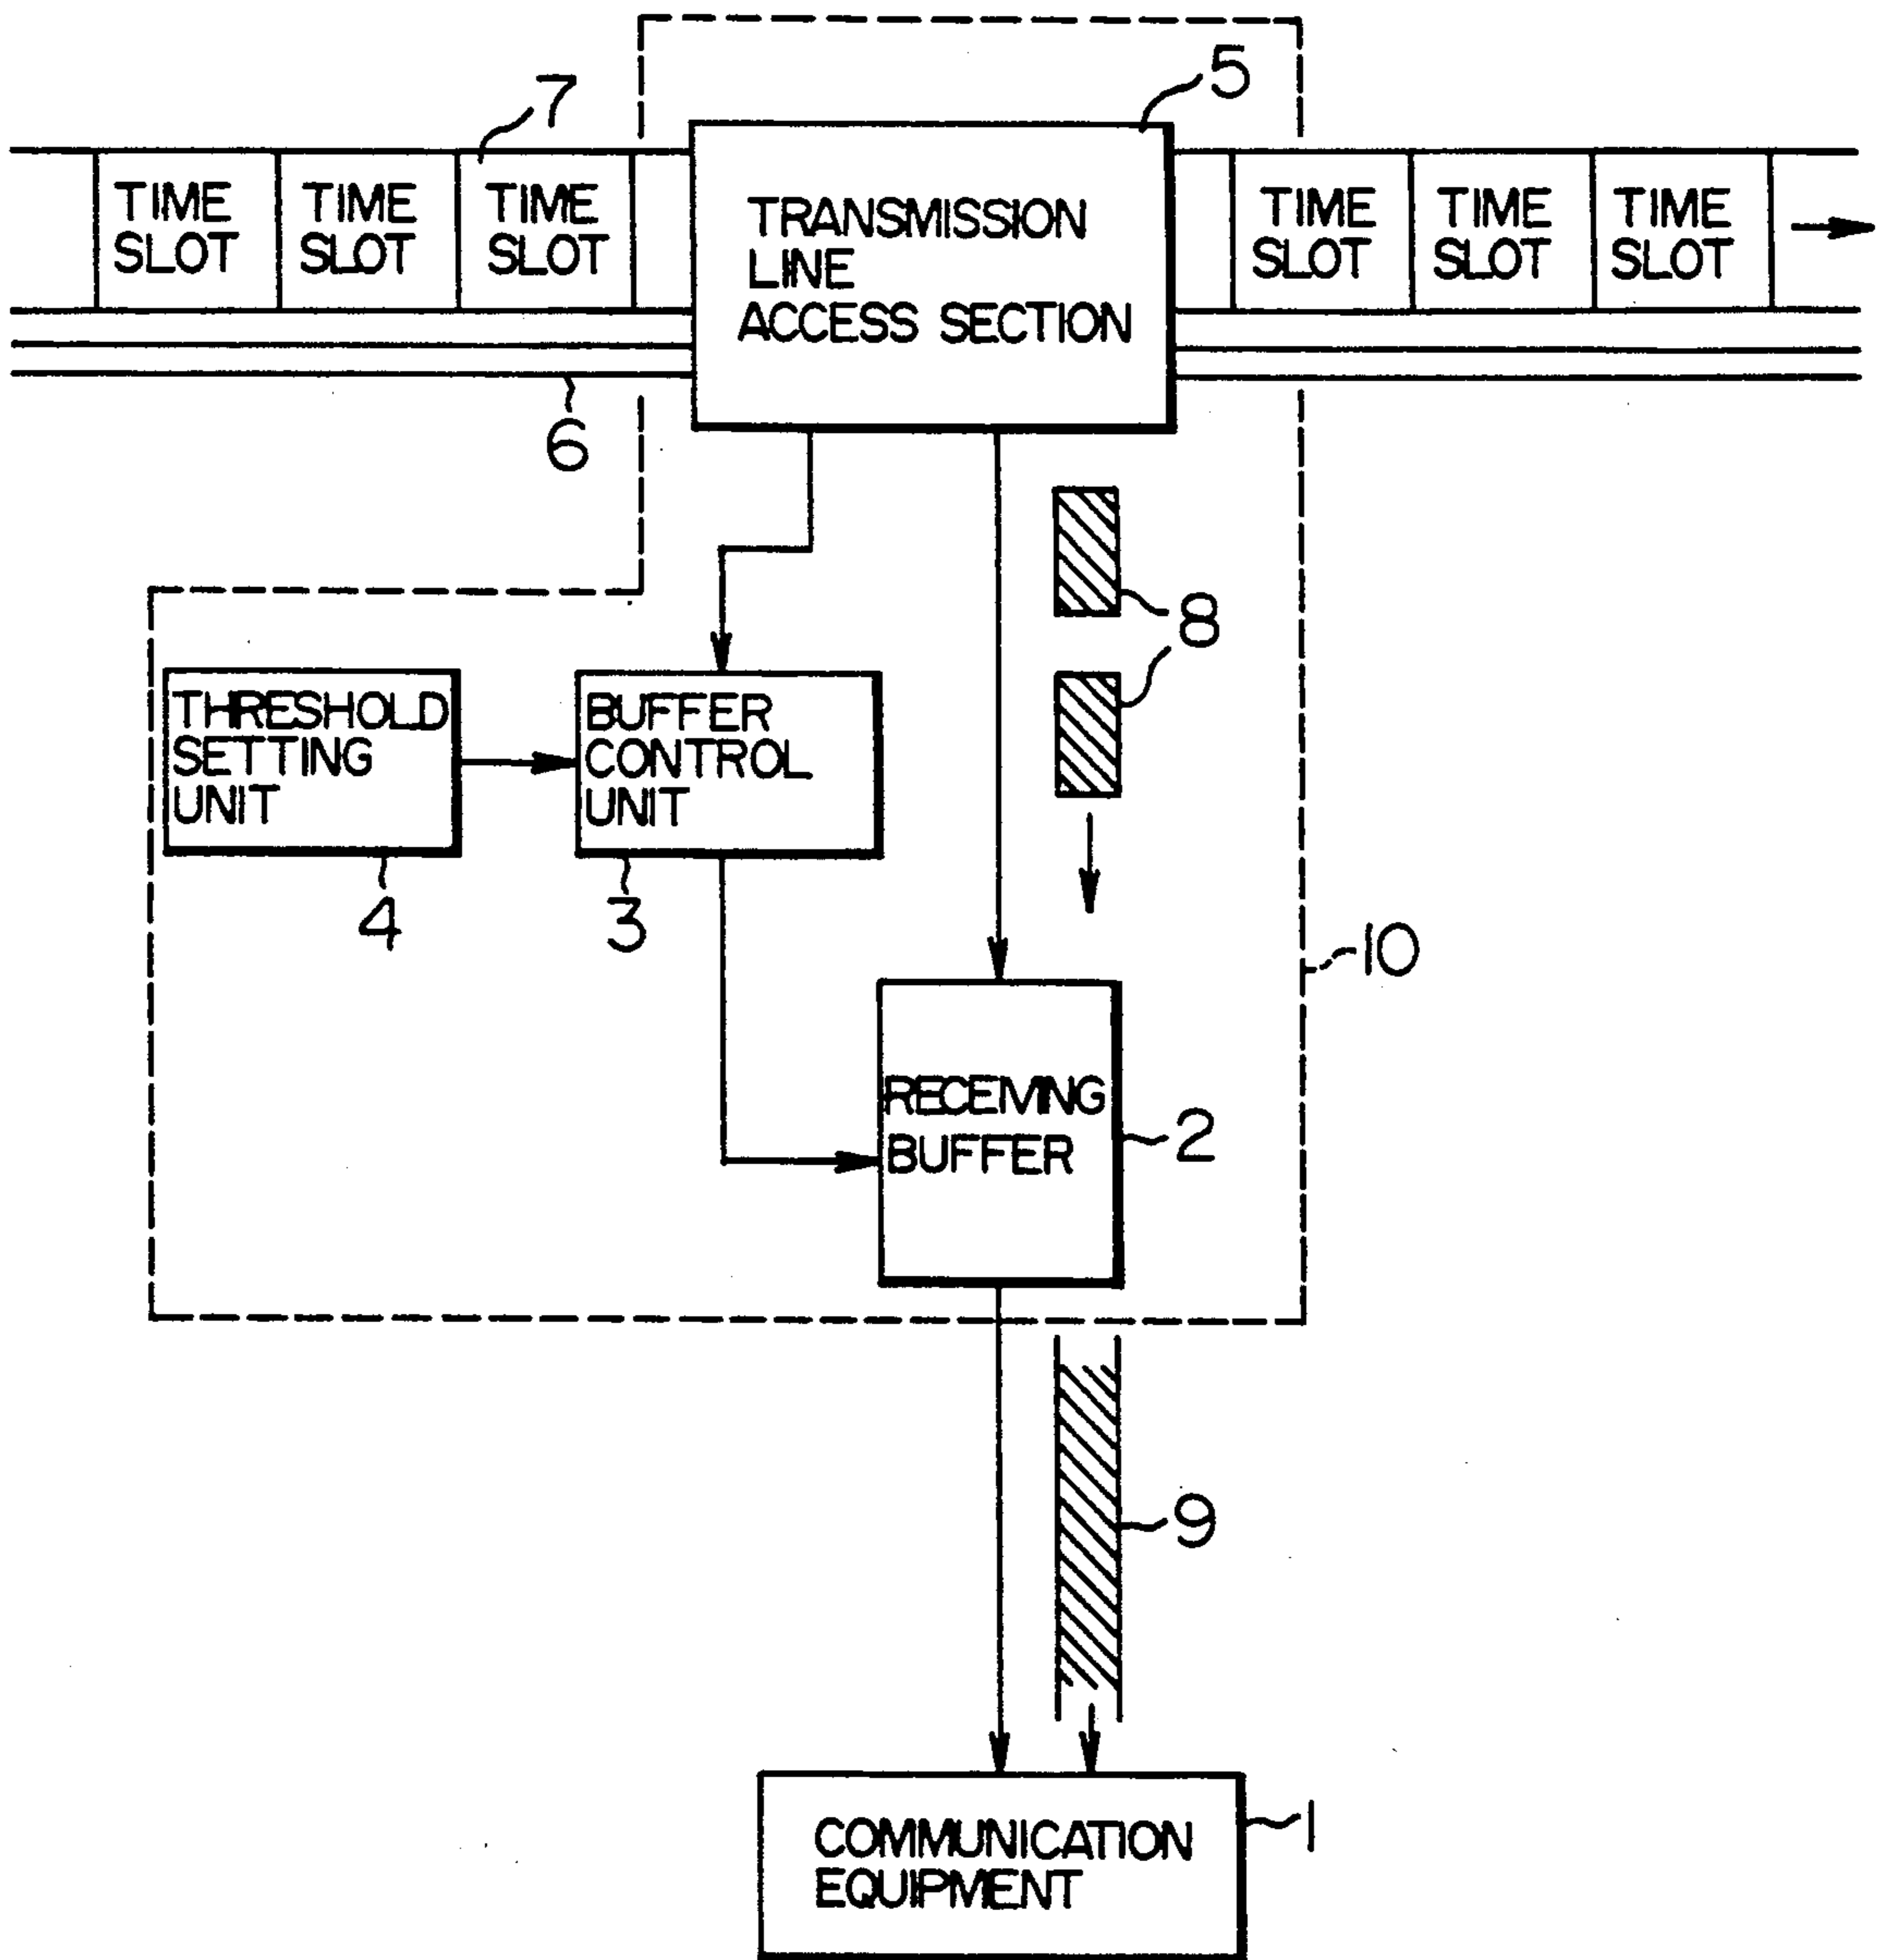 5
7
TIME
SLOT
TIME
SLOT
TIME
SLOT
TRANSMISSION
LINE
ACCESS SECTION
TIME
SLOT
TIME
SLOT
TIME
SLOT
6
8
THRESHOLD
SETTING
UNIT
BUFFER
CONTROL
UNIT
4
3
10
RECEIVING
BUFFER
2
9
COMMUNICATION
EQUIPMENT
1